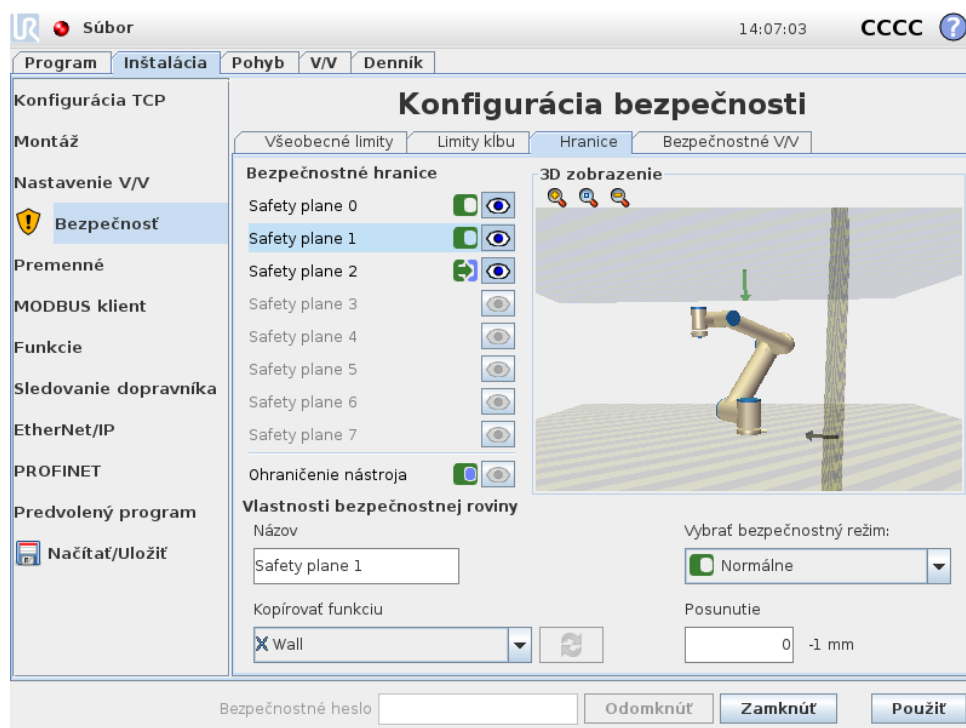 UR Súbor 14:07:03 CCCC ?
Program Inštalácia Pohyb V/V Denník
Konfigurácia TCP
Montáž
Nastavenie V/V
Bezpečnosť
Premenné
MODBUS klient
Funkcie
Sledovanie dopravníka
EtherNet/IP
PROFINET
Predvolený program
Načítať/Uložiť
Konfigurácia bezpečnosti
Všeobecné limity Limity kĺbu Hranice Bezpečnostné V/V
Bezpečnostné hranice
Safety plane 0
Safety plane 1
Safety plane 2
Safety plane 3
Safety plane 4
Safety plane 5
Safety plane 6
Safety plane 7
Ohraničenie nástroja
3D zobrazenie
Vlastnosti bezpečnostnej roviny
Názov
Safety plane 1
Kopírovať funkciu
Wall
Vybrať bezpečnostný režim:
Normálne
Posunutie
0 -1 mm
Bezpečnostné heslo Odomknúť Zamknúť Použiť